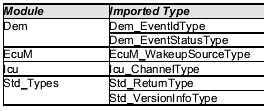 Module Imported Type
Dem Dem_EventIdType
Dem_EventStatusType
EcuM EcuM_WakeupSourceType
Icu Icu_ChannelType
Std_Types Std_ReturnType
Std_VersionInfoType